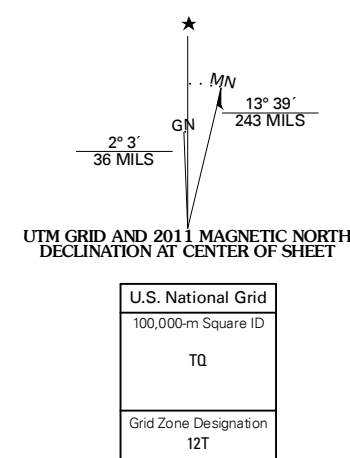 ★
MN
13° 39´
243 MILS
GN
2° 3´
36 MILS
UTM GRID AND 2011 MAGNETIC NORTH
DECLINATION AT CENTER OF SHEET
U.S. National Grid
100,000-m Square ID
TQ
Grid Zone Designation
12T